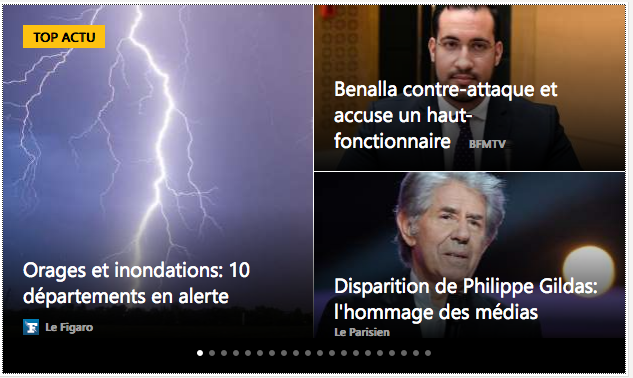 TOP ACTU
Orages et inondations: 10
départements en alerte
Le Figaro
Benalla contre-attaque et
accuse un haut-
fonctionnaire BFMTV
Disparition de Philippe Gildas:
l'hommage des médias
Le Parisien